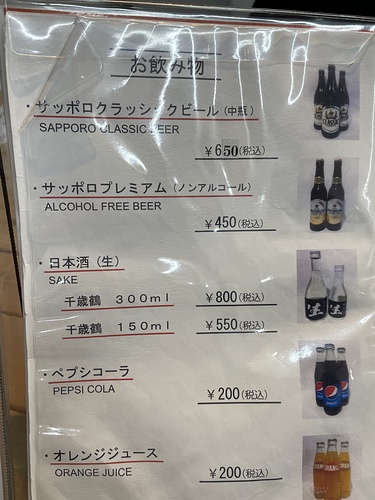 お飲み物
・サッポロクラッシックビール（中瓶）
SAPPORO CLASSIC BEER
￥650(税込)
・サッポロプレミアム（ノンアルコール）
ALCOHOL FREE BEER
￥450(税込)
・日本酒（生）
SAKE
千歳鶴 ３００ｍｌ ￥800(税込)
千歳鶴 １５０ｍｌ ￥550(税込)
・ペプシコーラ
PEPSI COLA
￥200(税込)
・オレンジジュース
ORANGE JUICE
￥200(税込)